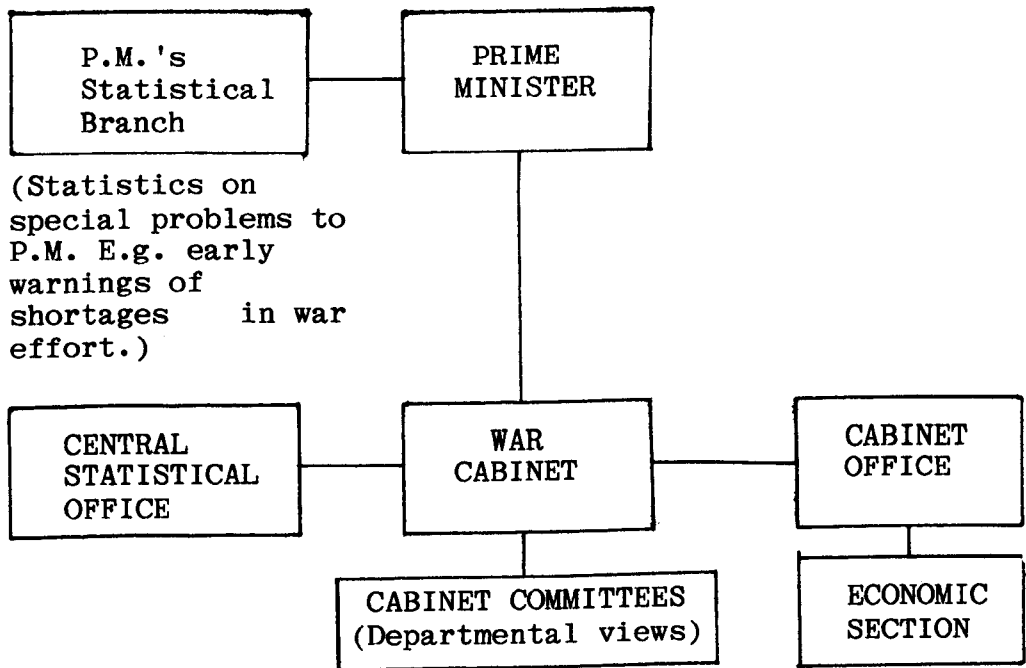 P.M.'s
Statistical
Branch
PRIME
MINISTER
(Statistics on
special problems to
P.M. E.g. early
warnings of
shortages in war
effort.)
CENTRAL
STATISTICAL
OFFICE
WAR
CABINET
CABINET
OFFICE
CABINET COMMITTEES
(Departmental views)
ECONOMIC
SECTION